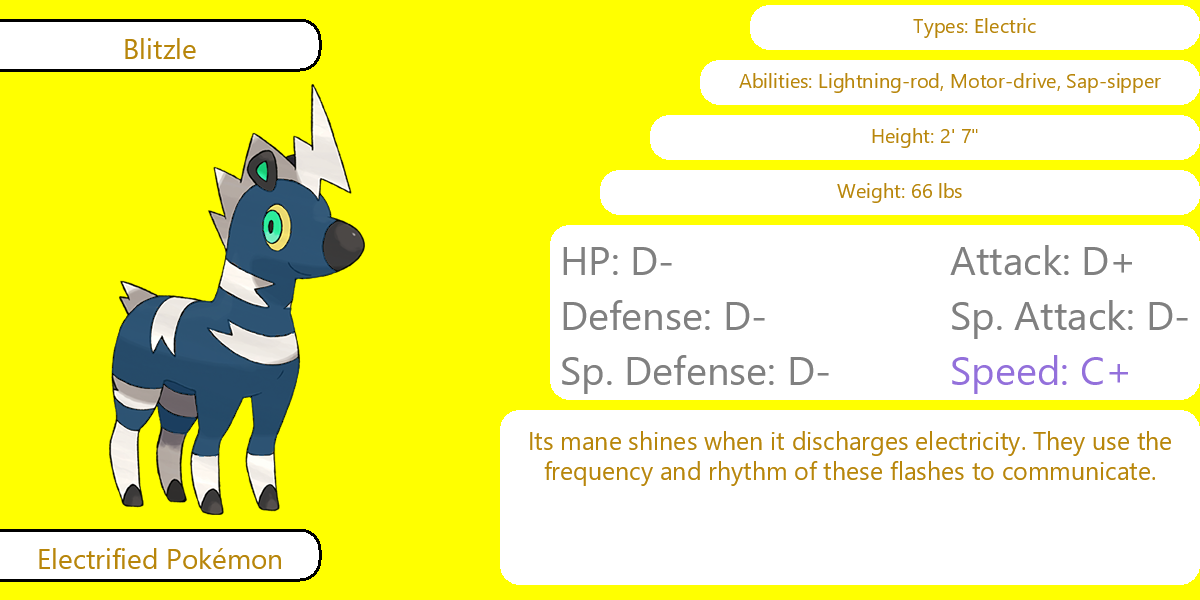 Blitzle
Types: Electric
Abilities: Lightning-rod, Motor-drive, Sap-sipper
Height: 2' 7"
Weight: 66 lbs
HP: D-
Attack: D+
Defense: D-
Sp. Attack: D-
Sp. Defense: D-
Speed: C+
Its mane shines when it discharges electricity. They use the
frequency and rhythm of these flashes to communicate.
Electrified Pokémon